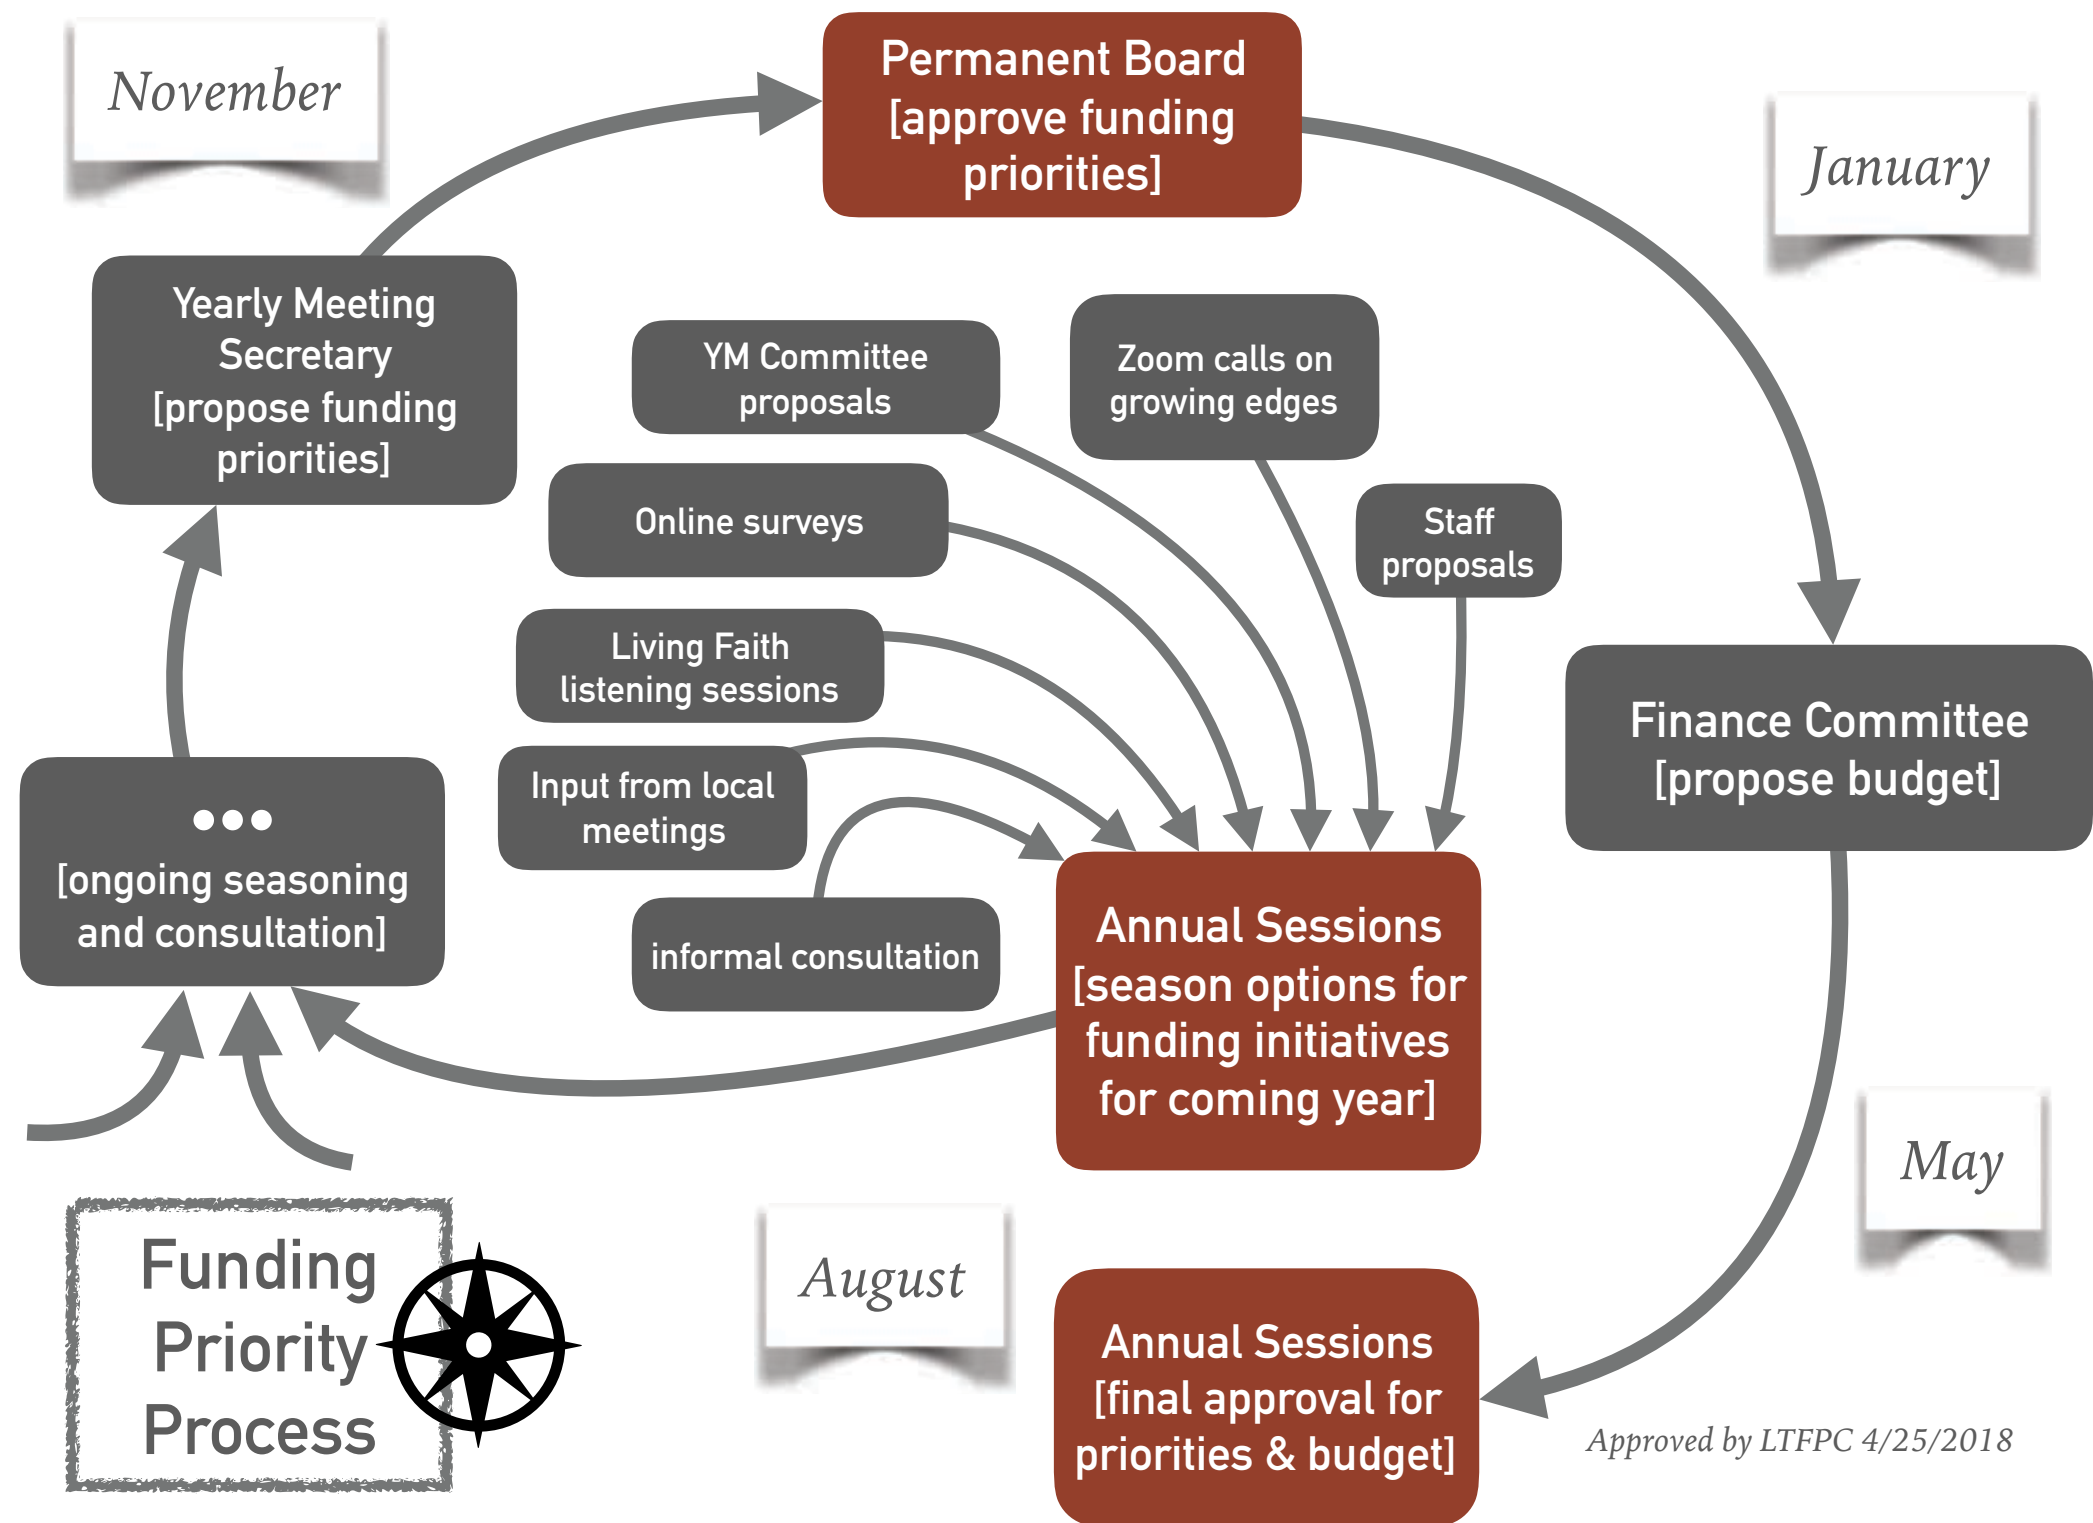 November
Permanent Board
[approve funding
priorities]
January
Yearly Meeting
Secretary
[propose funding
priorities]
YM Committee
proposals
Zoom calls on
growing edges
Online surveys
Staff
proposals
Living Faith
listening sessions
Finance Committee
[propose budget]
Input from local
meetings
•••
[ongoing seasoning
and consultation]
informal consultation
Annual Sessions
[season options for
funding initiatives
for coming year]
May
Funding
Priority
Process
August
Annual Sessions
[final approval for
priorities & budget]
Approved by LTFPC 4/25/2018